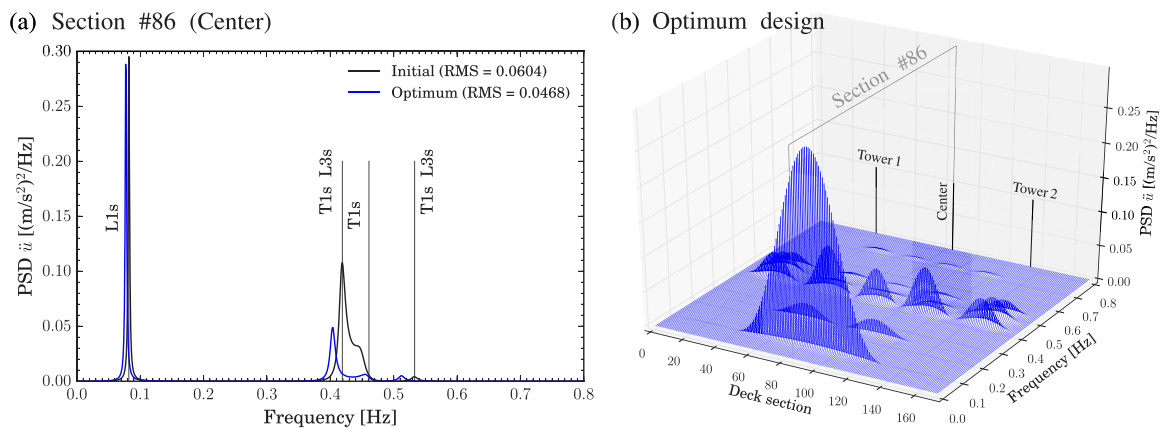 (a) Section #86 (Center)
PSD ü [(m/s²)²/Hz]
0.30
0.25
0.20
0.15
0.10
0.05
0.00
Initial (RMS = 0.0604)
Optimum (RMS = 0.0468)
L1s
T1s L3s
T1s
T1s L3s
0.0 0.1 0.2 0.3 0.4 0.5 0.6 0.7 0.8
Frequency [Hz]
(b) Optimum design
Section #86
Tower 1
Center
Tower 2
PSD ü [(m/s²)²/Hz]
0.25
0.20
0.15
0.10
0.05
0.00
0 20 40 60 80 100 120 140 160
Deck section
0.0 0.1 0.2 0.3 0.4 0.5 0.6 0.7 0.8
Frequency [Hz]